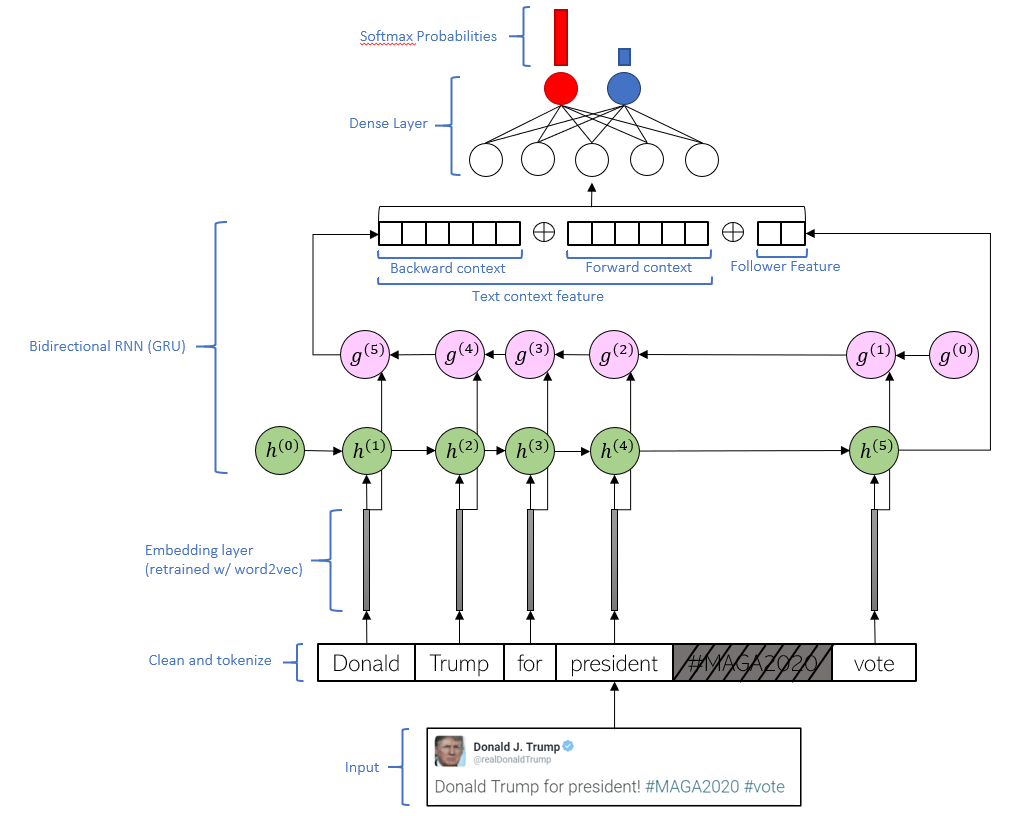 Softmax Probabilities
Dense Layer
Backward context
Forward context
Follower Feature
Text context feature
Bidirectional RNN (GRU)
g^(5) g^(4) g^(3) g^(2) g^(1) g^(0)
h^(0) h^(1) h^(2) h^(3) h^(4) h^(5)
Embedding layer
(retrained w/ word2vec)
Clean and tokenize
Donald Trump for president #MAGA2020 vote
Input
Donald J. Trump
@realDonaldTrump
Donald Trump for president! #MAGA2020 #vote